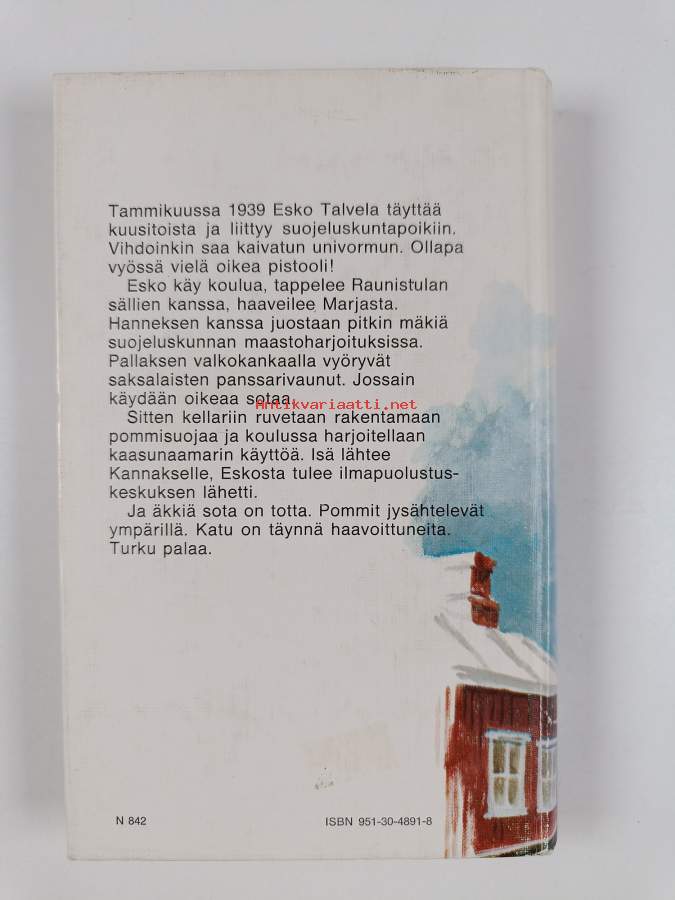 Tammikuussa 1939 Esko Talvela täyttää
kuusitoista ja liittyy suojeluskuntapoikiin.
Vihdoinkin saa kaivatun univormun. Ollapa
vyössä vielä oikea pistooli!
Esko käy koulua, tappelee Raunistulan
sällien kanssa, haaveilee Marjasta.
Hanneksen kanssa juostaan pitkin mäkiä
suojeluskunnan maastoharjoituksissa.
Pallaksen valkokankaalla vyöryvät
saksalaisten panssarivaunut. Jossain
käydään oikeaa sotaa.
Antikvariaatti.net
Sitten kellariin ruvetaan rakentamaan
pommisuojaa ja koulussa harjoitellaan
kaasunaamarin käyttöä. Isä lähtee
Kannakselle, Eskosta tulee ilmapuolustus-
keskuksen lähetti.
Ja äkkiä sota on totta. Pommit jysähtelevät
ympärillä. Katu on täynnä haavoittuneita.
Turku palaa.
N 842
ISBN 951-30-4891-8